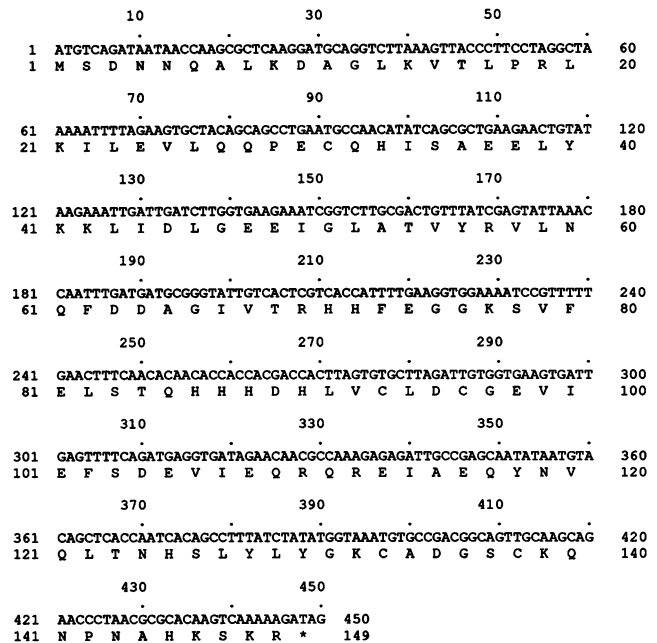 10 30 50
1 ATGTCAGATAATAACCAAGCGCTCAAGGATGCAGGTCTTAAAGTTACCCTTCCTAGGCTA 60
1 M S D N N Q A L K D A G L K V T L P R L 20
70 90 110
61 AAAATTTTAGAAGTGCTACAGCAGCCTGAATGCCAACATATCAGCGCTGAAGAACTGTAT 120
21 K I L E V L Q Q P E C Q H I S A E E L Y 40
130 150 170
121 AAGAAATTGATTGATCTTGGTGAAGAAATCGGTCTTGCGACTGTTTATCGAGTATTAAAC 180
41 K K L I D L G E E I G L A T V Y R V L N 60
190 210 230
181 CAATTTGATGATGCGGGTATTGTCACTCGTCACCATTTTGAAGGTGGAAAATCCGTTTTT 240
61 Q F D D A G I V T R H H F E G G K S V F 80
250 270 290
241 GAACTTTCAACACAACACCACCACGACCACTTAGTGTGCTTAGATTGTGGTGAAGTGATT 300
81 E L S T Q H H H D H L V C L D C G E V I 100
310 330 350
301 GAGTTTTCAGATGAGGTGATAGAACAACGCCAAAGAGAGATTGCCGAGCAATATAATGTA 360
101 E F S D E V I E Q R Q R E I A E Q Y N V 120
370 390 410
361 CAGCTCACCAATCACAGCCTTTATCTATATGGTAAATGTGCCGACGGCAGTTGCAAGCAG 420
121 Q L T N H S L Y L Y G K C A D G S C K Q 140
430 450
421 AACCCTAACGCGCACAAGTCAAAAAGATAG 450
141 N P N A H K S K R * 149